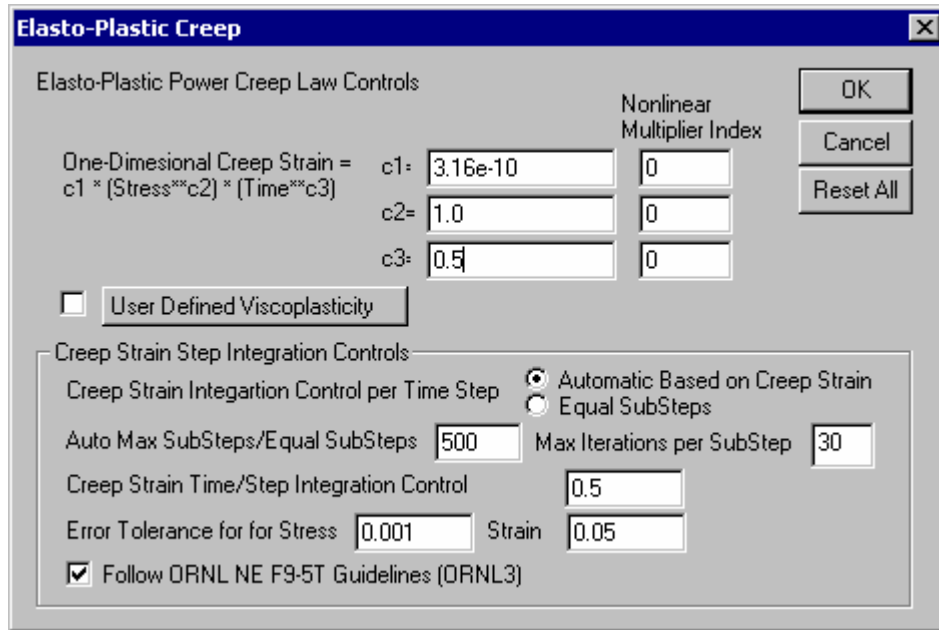 Elasto-Plastic Creep
Elasto-Plastic Power Creep Law Controls
OK
Nonlinear
Multiplier Index
Cancel
One-Dimesional Creep Strain =
c1 * (Stress**c2) * (Time**c3)
c1= 3.16e-10 0
Reset All
c2= 1.0 0
c3= 0.5 0
User Defined Viscoplasticity
Creep Strain Step Integration Controls
Creep Strain Integartion Control per Time Step
Automatic Based on Creep Strain
Equal SubSteps
Auto Max SubSteps/Equal SubSteps 500 Max Iterations per SubStep 30
Creep Strain Time/Step Integration Control 0.5
Error Tolerance for for Stress 0.001 Strain 0.05
Follow ORNL NE F9-5T Guidelines (ORNL3)